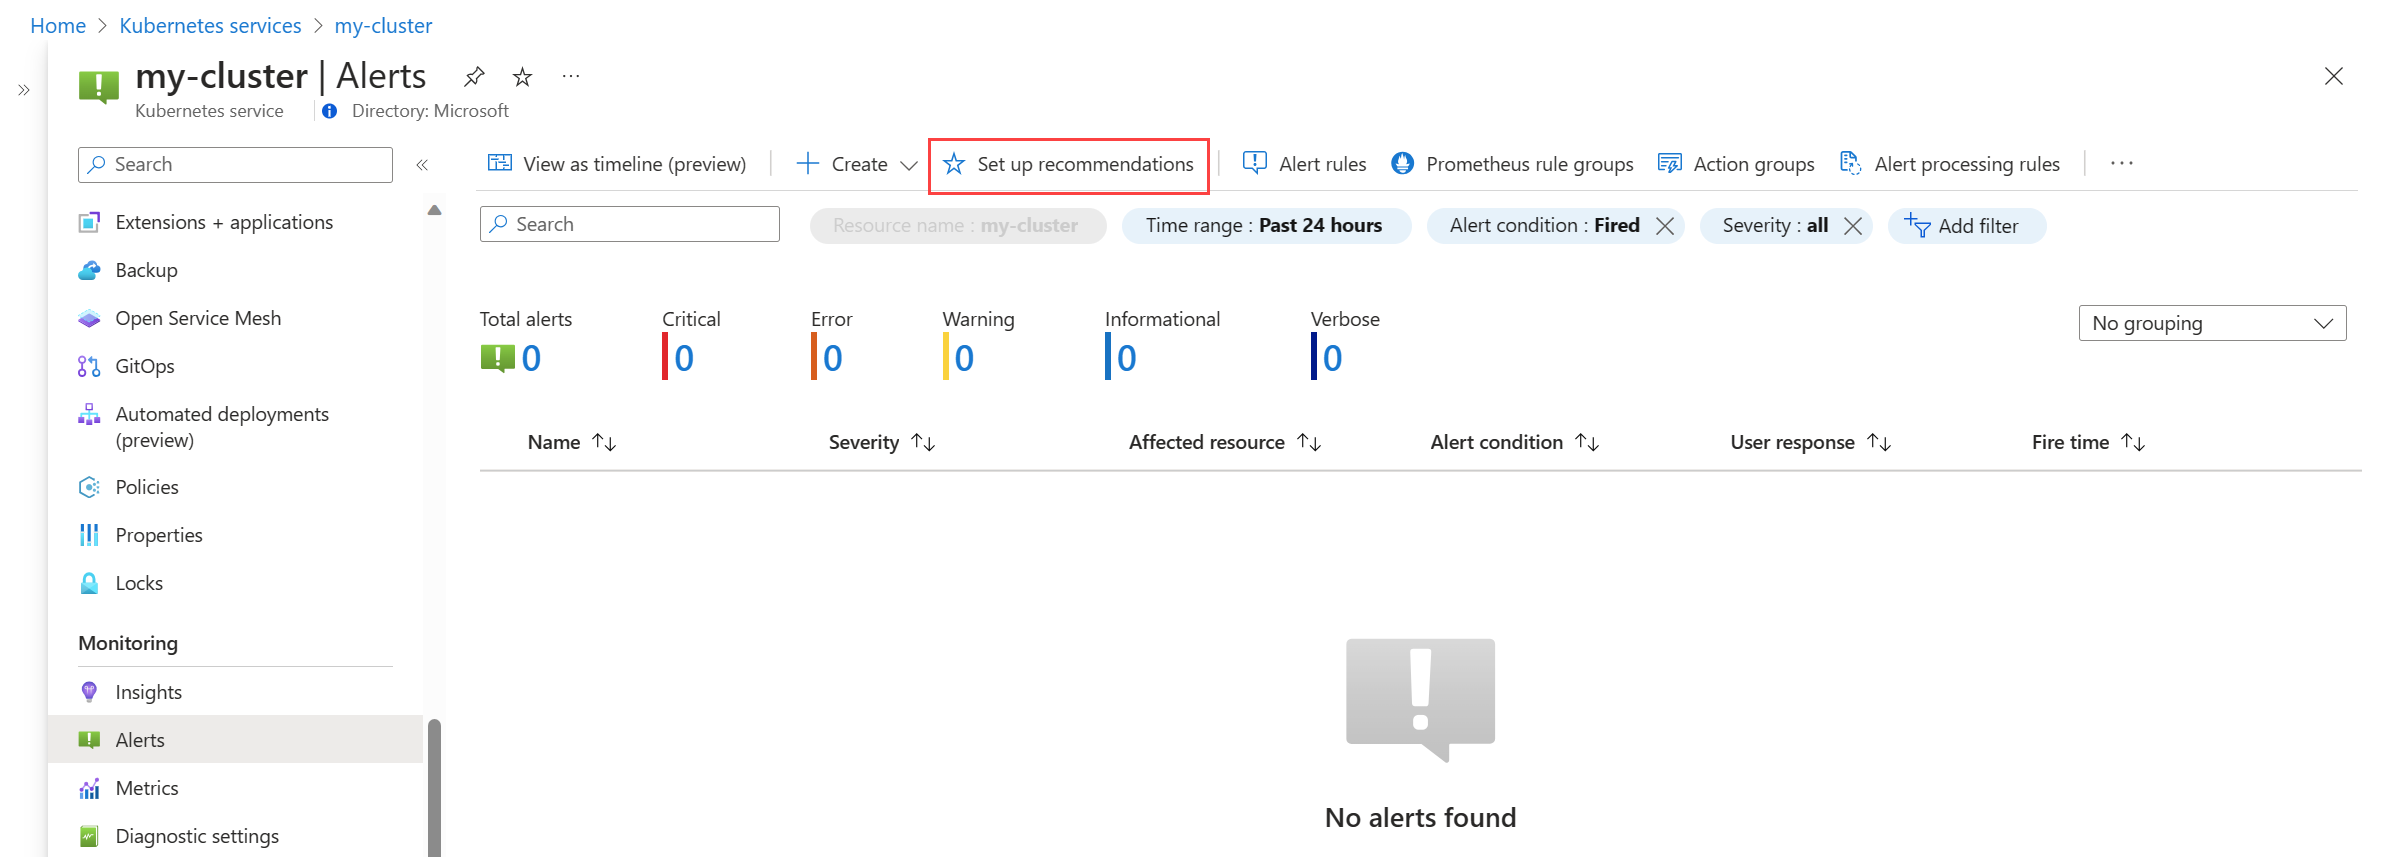 Home > Kubernetes services > my-cluster
my-cluster | Alerts
Kubernetes service
Directory: Microsoft
Search
View as timeline (preview)
Create
Set up recommendations
Alert rules
Prometheus rule groups
Action groups
Alert processing rules
Extensions + applications
Backup
Open Service Mesh
GitOps
Automated deployments
(preview)
Policies
Properties
Locks
Monitoring
Insights
Alerts
Metrics
Diagnostic settings
Search
Resource name : my-cluster
Time range : Past 24 hours
Alert condition : Fired
Severity : all
Add filter
Total alerts
0
Critical
0
Error
0
Warning
0
Informational
0
Verbose
0
No grouping
Name
Severity
Affected resource
Alert condition
User response
Fire time
No alerts found